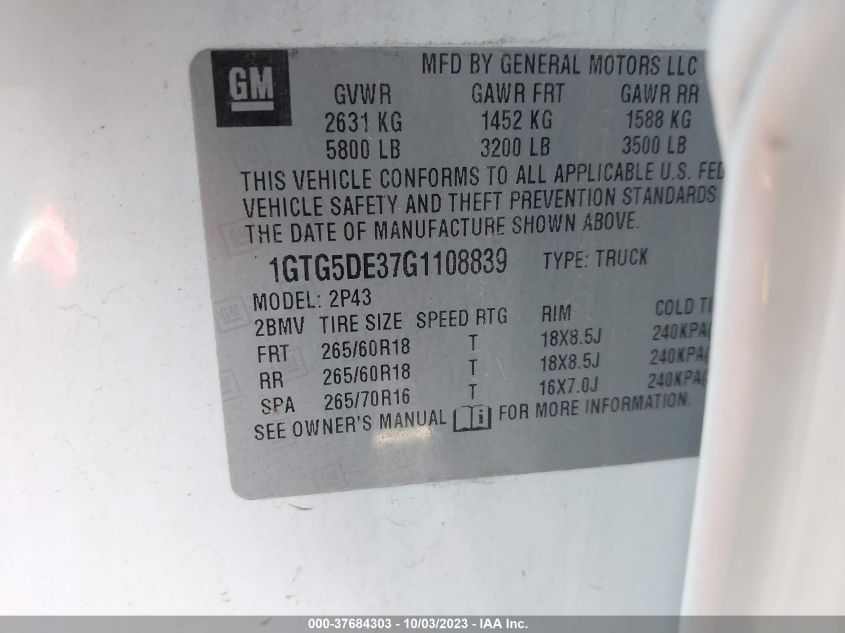 GM
MFD BY GENERAL MOTORS LLC
GVWR GAWR FRT GAWR RR
2631 KG 1452 KG 1588 KG
5800 LB 3200 LB 3500 LB
THIS VEHICLE CONFORMS TO ALL APPLICABLE U.S. FED
VEHICLE SAFETY AND THEFT PREVENTION STANDARDS
THE DATE OF MANUFACTURE SHOWN ABOVE.
1GTG5DE37G1108839 TYPE: TRUCK
MODEL: 2P43
2BMV TIRE SIZE SPEED RTG RIM COLD TI
FRT 265/60R18 T 18X8.5J 240KPA(
RR 265/60R18 T 18X8.5J 240KPA(
SPA 265/70R16 T 16X7.0J 240KPA(
SEE OWNER'S MANUAL i FOR MORE INFORMATION.
000-37684303 - 10/03/2023 - IAA Inc.